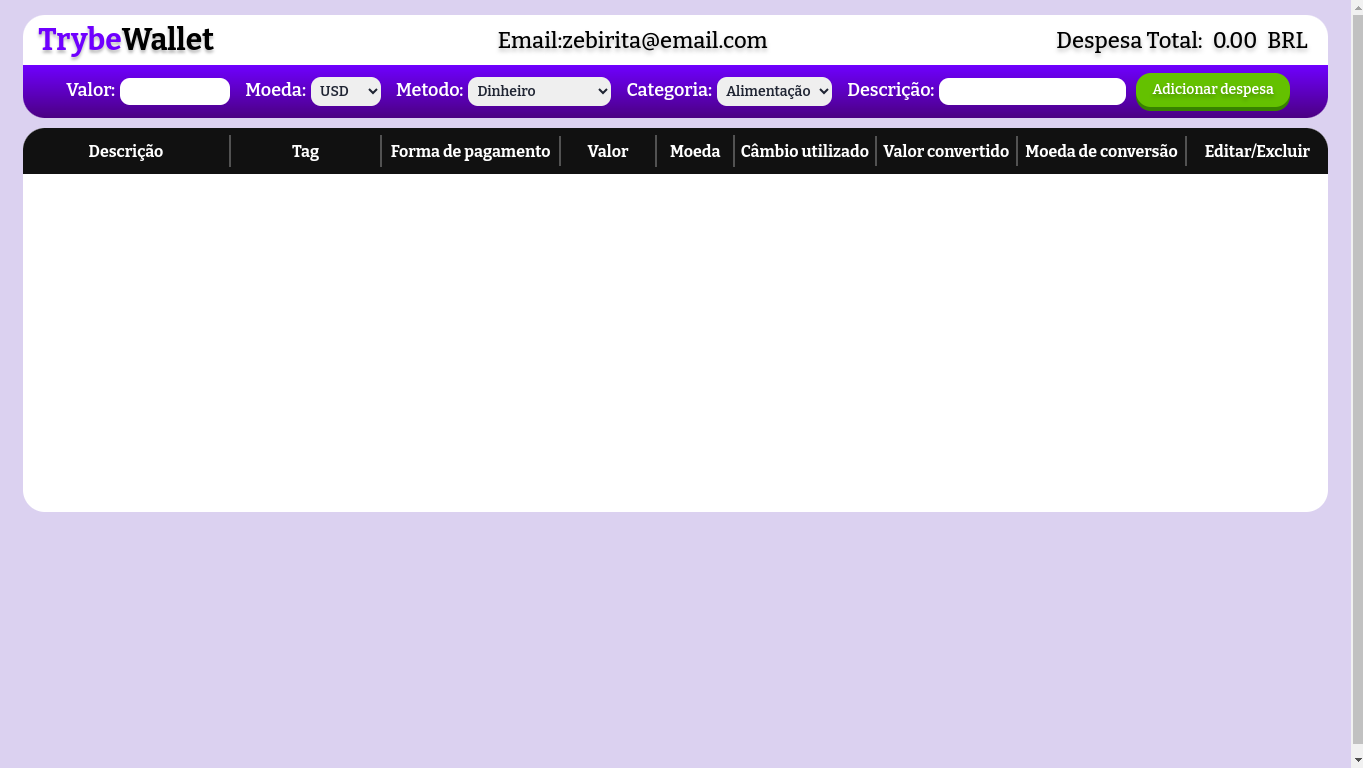 TrybeWallet Email:zebirita@email.com Despesa Total: 0.00 BRL
Valor: Moeda: USD Metodo: Dinheiro Categoria: Alimentação Descrição: Adicionar despesa
Descrição Tag Forma de pagamento Valor Moeda Câmbio utilizado Valor convertido Moeda de conversão Editar/Excluir